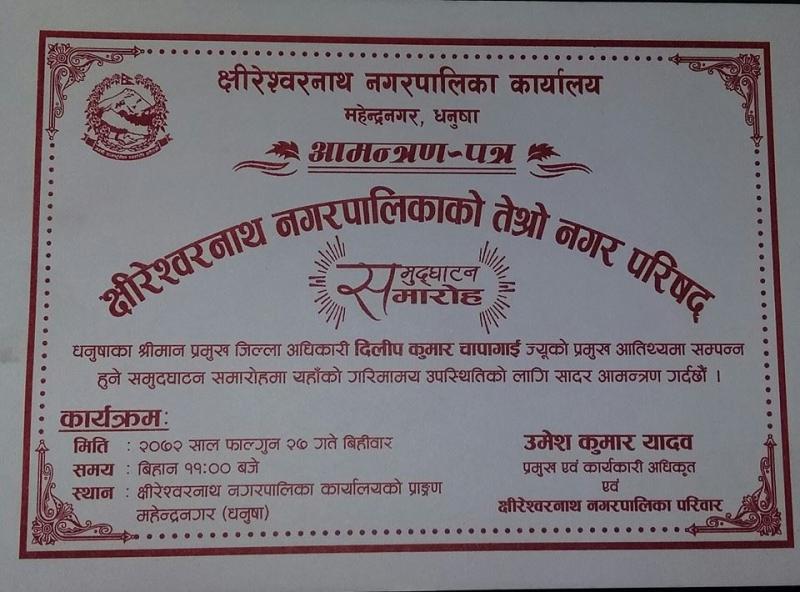 क्षीरेश्वरनाथ नगरपालिका कार्यालय
महेन्द्रनगर, धनुषा
आमन्त्रण-पत्र
क्षीरेश्वरनाथ नगरपालिकाको तेश्रो नगर परिषद्
समुद्घाटन
समारोह
धनुषाका श्रीमान प्रमुख जिल्ला अधिकारी दिलीप कुमार चापागाई ज्यूको प्रमुख आतिथ्यमा सम्पन्न
हुने समुदघाटन समारोहमा यहाँको गरिमामय उपस्थितिको लागि सादर आमन्त्रण गर्दछौं ।
कार्यक्रम:
मिति : २०७२ साल फाल्गुन २७ गते बिहीवार
समय : बिहान ११:०० बजे
स्थान : क्षीरेश्वरनाथ नगरपालिका कार्यालयको प्राङ्गण
महेन्द्रनगर (धनुषा)
उमेश कुमार यादव
प्रमुख एवं कार्यकारी अधिकृत
एवं
क्षीरेश्वरनाथ नगरपालिका परिवार